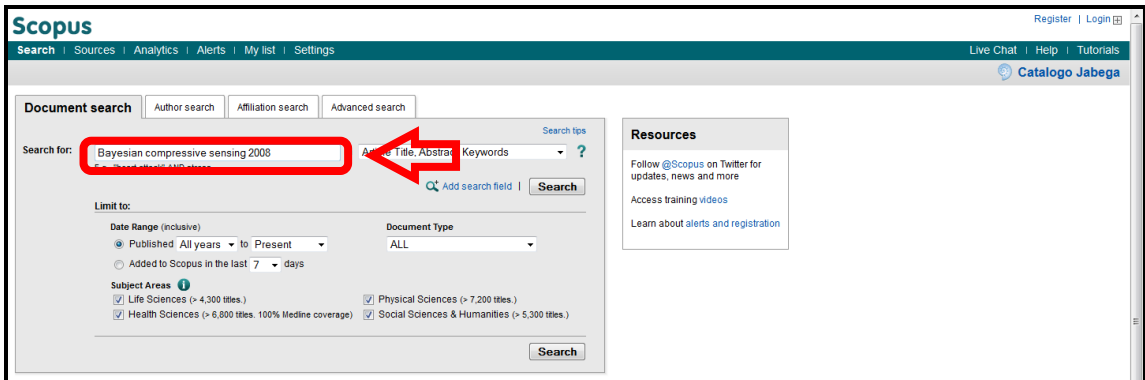 Scopus
Register | Login
Search | Sources | Analytics | Alerts | My list | Settings
Live Chat | Help | Tutorials
Catalogo Jabega
Document search
Author search
Affiliation search
Advanced search
Search tips
Search for:
Bayesian compressive sensing 2008
Article Title, Abstract, Keywords
?
Add search field | Search
Limit to:
Date Range (inclusive)
Document Type
Published All years to Present
ALL
Added to Scopus in the last 7 days
Subject Areas
Life Sciences (> 4,300 titles.)
Physical Sciences (> 7,200 titles.)
Health Sciences (> 6,800 titles. 100% Medline coverage)
Social Sciences & Humanities (> 5,300 titles.)
Search
Resources
Follow @Scopus on Twitter for
updates, news and more
Access training videos
Learn about alerts and registration